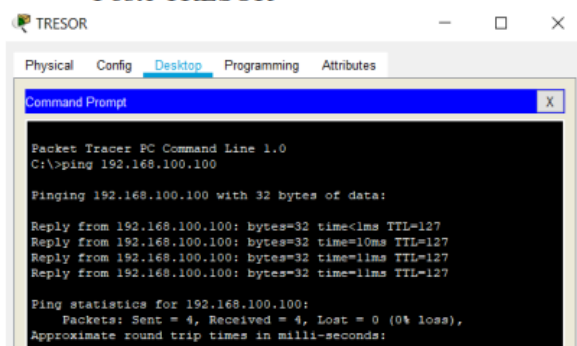 TRESOR
Physical Config Desktop Programming Attributes
Command Prompt X
Packet Tracer PC Command Line 1.0
C:\>ping 192.168.100.100
Pinging 192.168.100.100 with 32 bytes of data:
Reply from 192.168.100.100: bytes=32 time<1ms TTL=127
Reply from 192.168.100.100: bytes=32 time=10ms TTL=127
Reply from 192.168.100.100: bytes=32 time=11ms TTL=127
Reply from 192.168.100.100: bytes=32 time=11ms TTL=127
Ping statistics for 192.168.100.100:
Packets: Sent = 4, Received = 4, Lost = 0 (0% loss),
Approximate round trip times in milli-seconds: